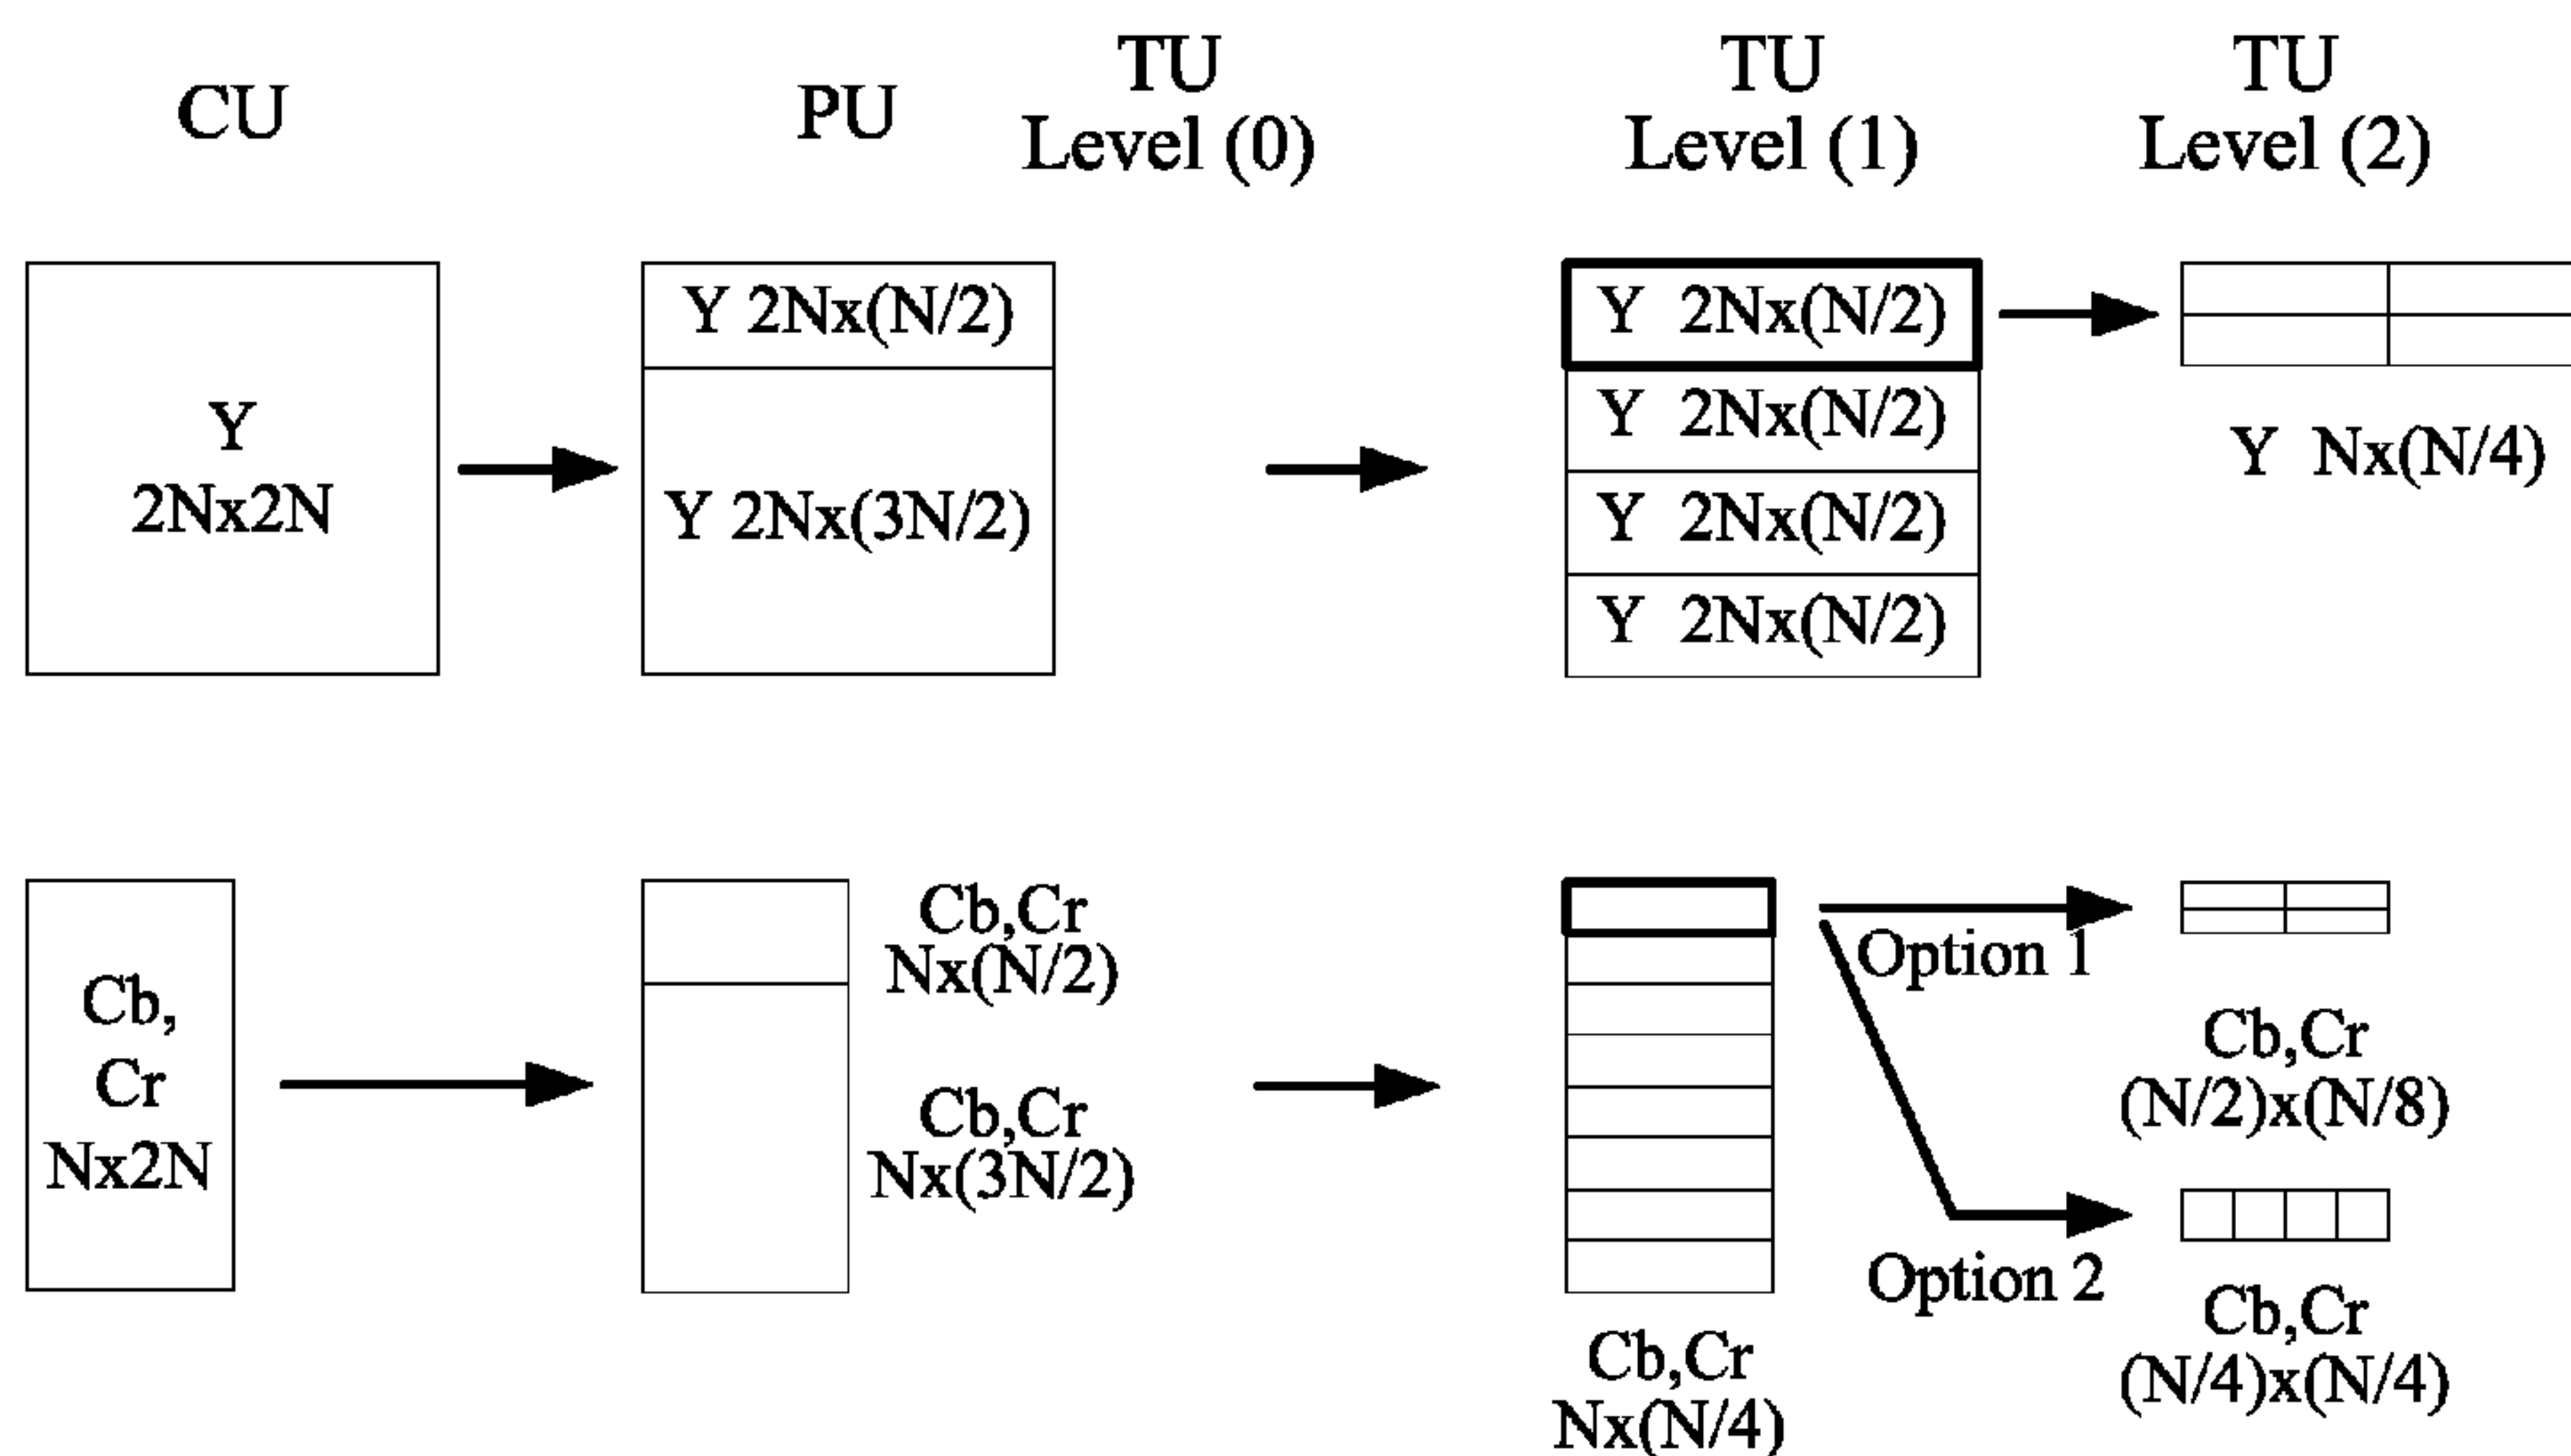 CU
PU
TU
Level (0)
TU
Level (1)
TU
Level (2)
Y
2Nx2N
Y 2Nx(N/2)
Y 2Nx(3N/2)
Y 2Nx(N/2)
Y 2Nx(N/2)
Y 2Nx(N/2)
Y 2Nx(N/2)
Y Nx(N/4)
Cb,
Cr
Nx2N
Cb,Cr
Nx(N/2)
Cb,Cr
Nx(3N/2)
Cb,Cr
Nx(N/4)
Option 1
Cb,Cr
(N/2)x(N/8)
Option 2
Cb,Cr
(N/4)x(N/4)